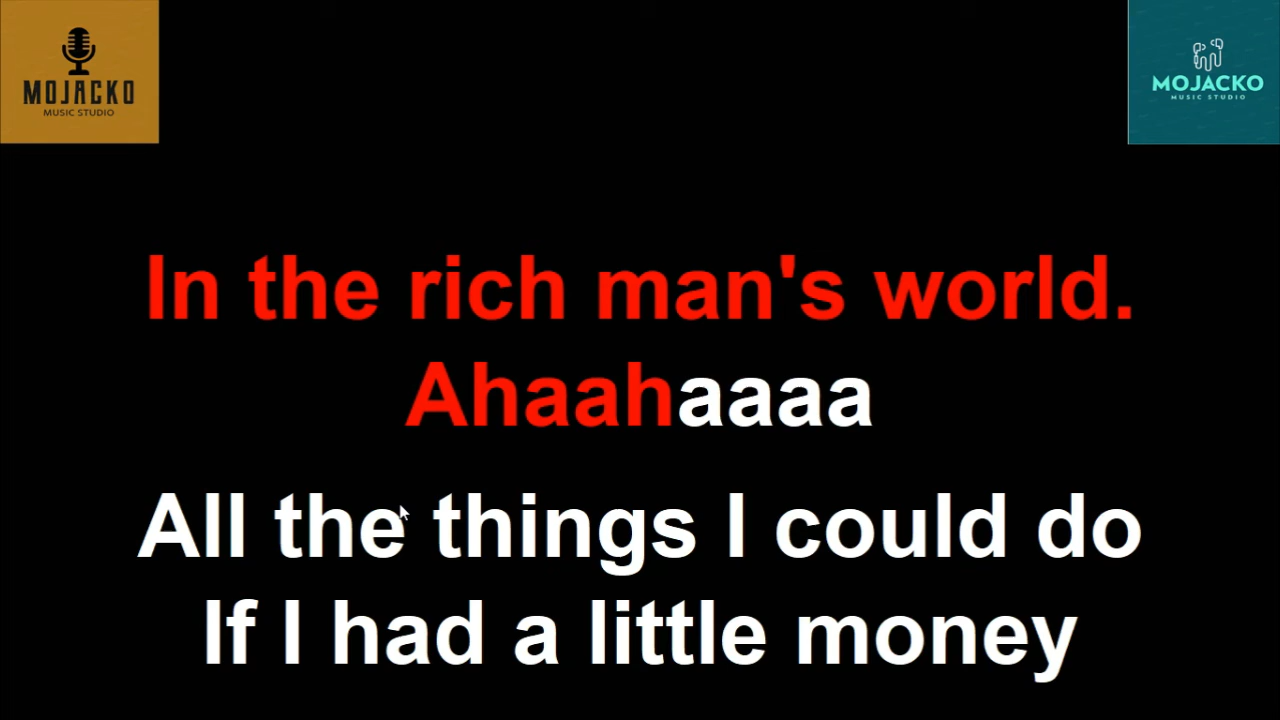 MOJACKO
MUSIC STUDIO
MOJACKO
MUSIC STUDIO
In the rich man's world.
Ahaahaaaa
All the things I could do
If I had a little money